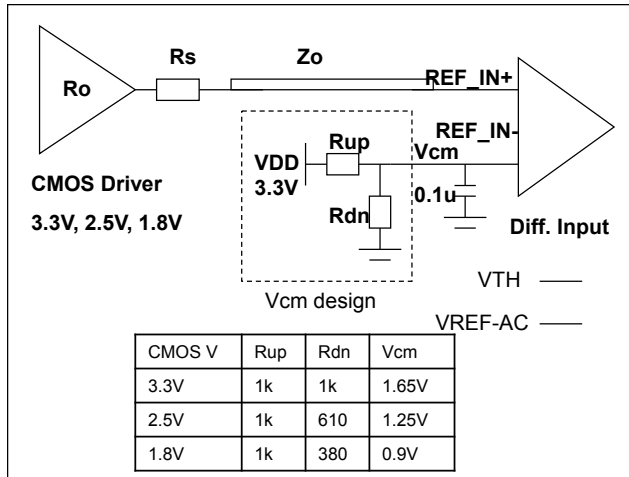 Rs
Zo
Ro
REF_IN+
REF_IN-
Rup
Vcm
VDD
3.3V
CMOS Driver
0.1u
Rdn
3.3V, 2.5V, 1.8V
Diff. Input
Vcm design
VTH
VREF-AC
CMOS V Rup Rdn Vcm
3.3V 1k 1k 1.65V
2.5V 1k 610 1.25V
1.8V 1k 380 0.9V